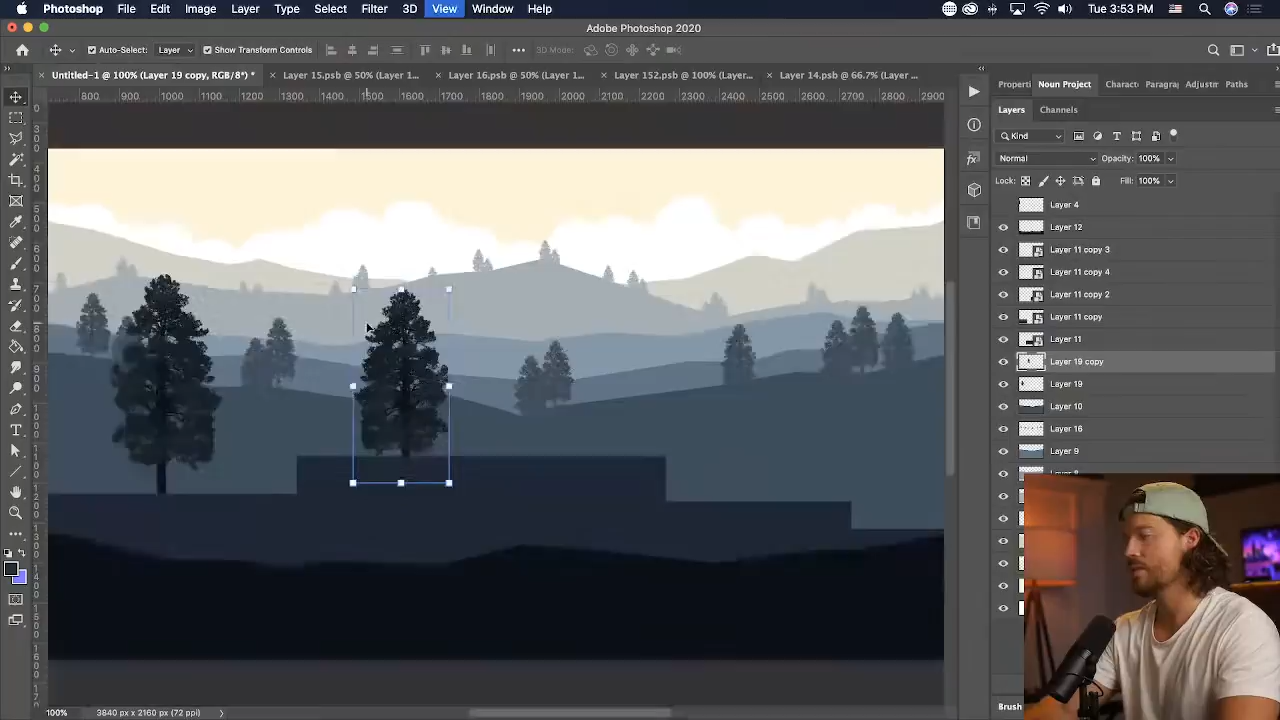 Photoshop File Edit Image Layer Type Select Filter 3D View Window Help Tue 3:53 PM
Adobe Photoshop 2020
Auto-Select: Layer Show Transform Controls 3D Mode:
Untitled-1 @ 100% (Layer 19 copy, RGB/8*) * Layer 15.psb @ 50% (Layer 1... Layer 16.psb @ 50% (Layer 1... Layer 152.psb @ 100% (Layer... Layer 14.psb @ 66.7% (Layer ...
Properti Noun Project Charact Paragra Adjustm Paths
800 900 1000 1100 1200 1300 1400 1500 1600 1700 1800 1900 2000 2100 2200 2300 2400 2500 2600 2700 2800 2900
Layers Channels
Kind
Normal Opacity: 100%
Lock: Fill: 100%
Layer 4
Layer 12
Layer 11 copy 3
Layer 11 copy 4
Layer 11 copy 2
Layer 11 copy
Layer 11
Layer 19 copy
Layer 19
Layer 10
Layer 16
Layer 9
Brush
100% 3840 px x 2160 px (72 ppi)